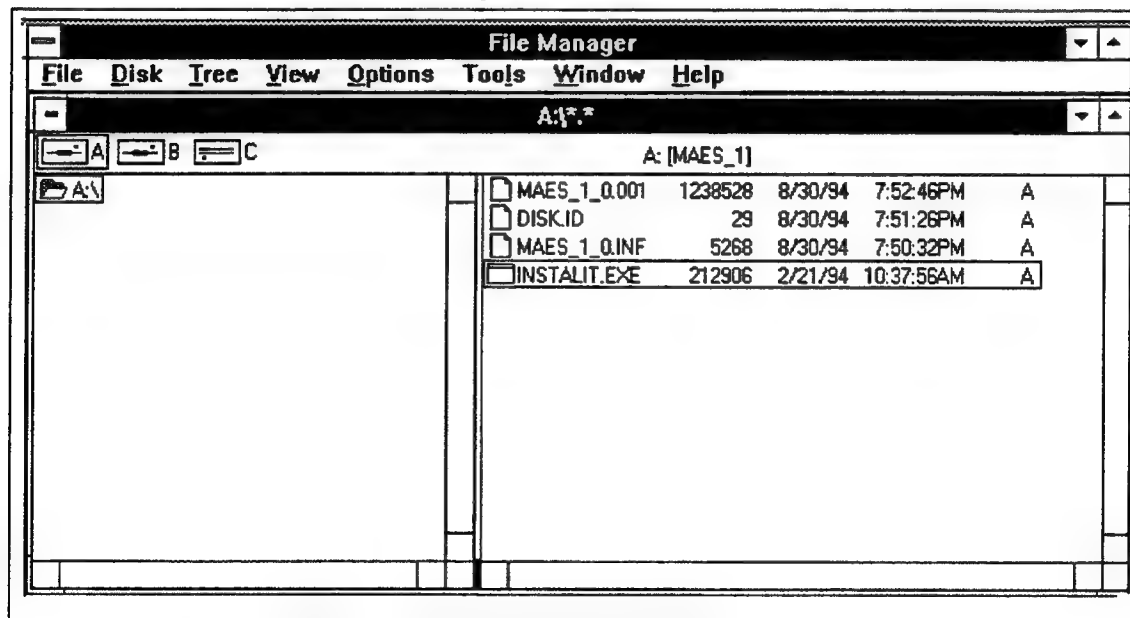 File Manager
File Disk Tree View Options Tools Window Help
A:\*.*
A B C A: [MAES_1]
A:\
MAES_1_0.001 1238528 8/30/94 7:52:46PM A
DISK.ID 29 8/30/94 7:51:26PM A
MAES_1_0.INF 5268 8/30/94 7:50:32PM A
INSTALIT.EXE 212906 2/21/94 10:37:56AM A